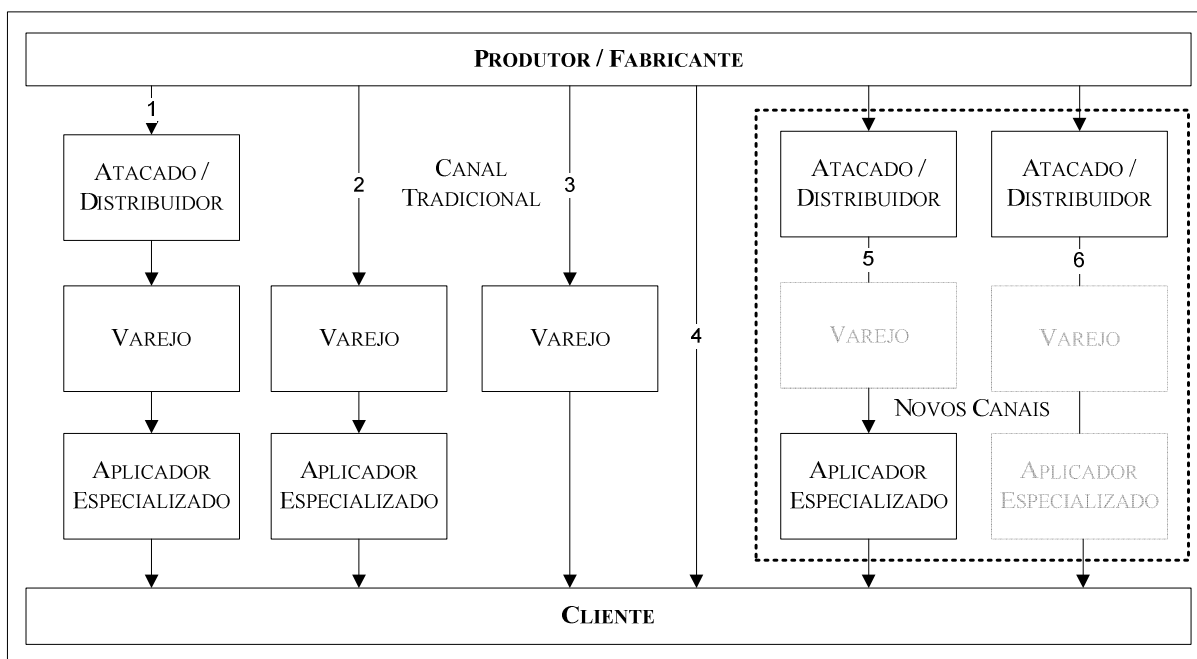 PRODUTOR / FABRICANTE
1
ATACADO /
DISTRIBUIDOR
2
CANAL
TRADICIONAL
3
ATACADO /
DISTRIBUIDOR
ATACADO /
DISTRIBUIDOR
5
6
VAREJO
VAREJO
VAREJO
4
VAREJO
VAREJO
NOVOS CANAIS
APLICADOR
ESPECIALIZADO
APLICADOR
ESPECIALIZADO
APLICADOR
ESPECIALIZADO
APLICADOR
ESPECIALIZADO
CLIENTE